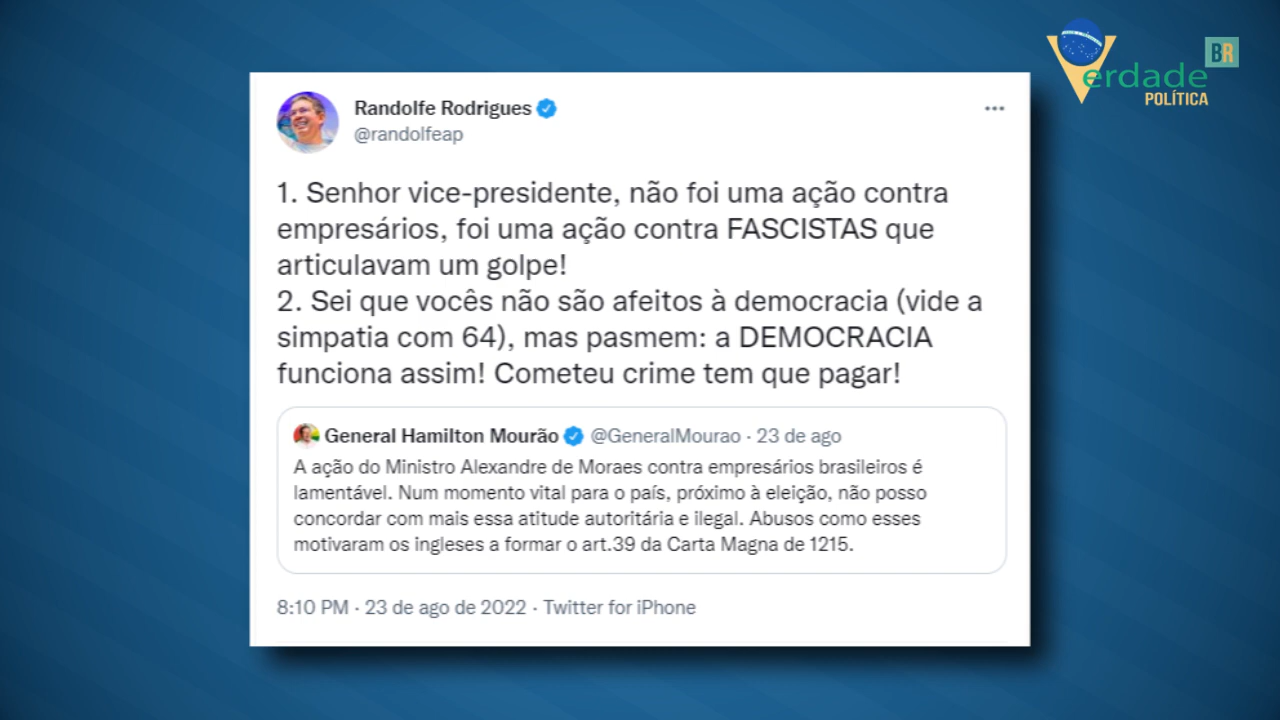 BR
Verdade
POLÍTICA
Randolfe Rodrigues
@randolfeap
1. Senhor vice-presidente, não foi uma ação contra
empresários, foi uma ação contra FASCISTAS que
articulavam um golpe!
2. Sei que vocês não são afeitos à democracia (vide a
simpatia com 64), mas pasmem: a DEMOCRACIA
funciona assim! Cometeu crime tem que pagar!
General Hamilton Mourão @GeneralMourao · 23 de ago
A ação do Ministro Alexandre de Moraes contra empresários brasileiros é
lamentável. Num momento vital para o país, próximo à eleição, não posso
concordar com mais essa atitude autoritária e ilegal. Abusos como esses
motivaram os ingleses a formar o art.39 da Carta Magna de 1215.
8:10 PM · 23 de ago de 2022 · Twitter for iPhone